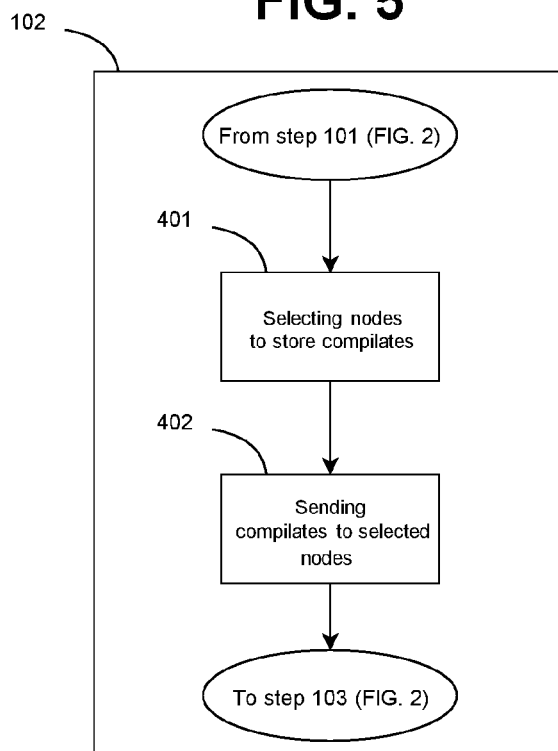 FIG. 5
102
From step 101 (FIG. 2)
401
Selecting nodes
to store compilates
402
Sending
compilates to selected
nodes
To step 103 (FIG. 2)